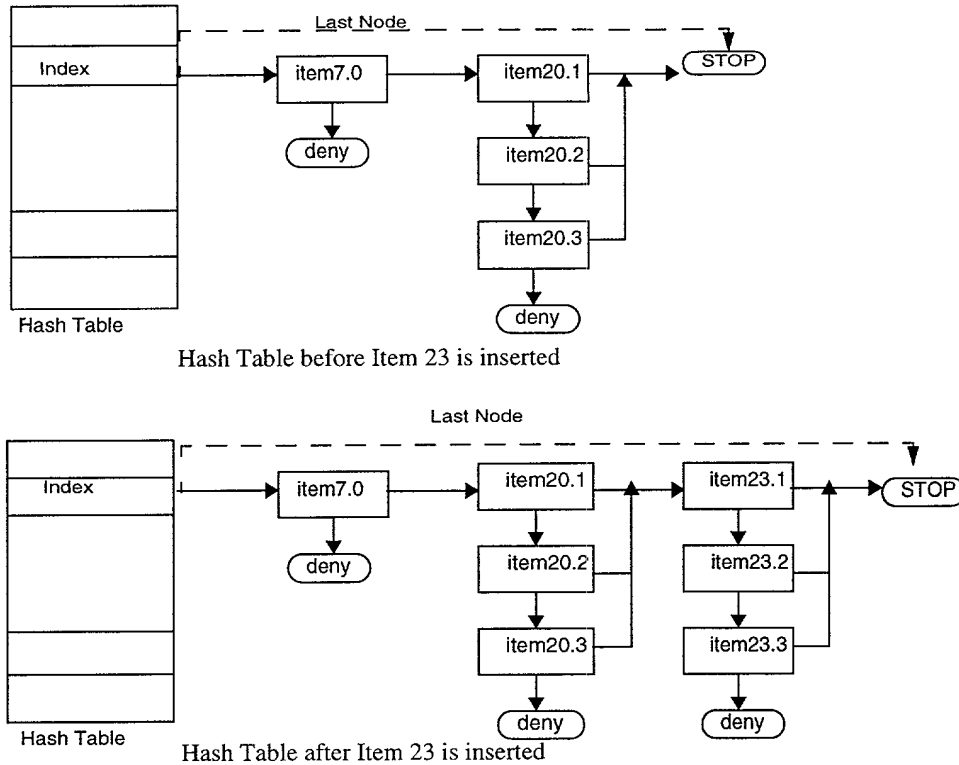 Last Node
Index
item7.0
item20.1
STOP
deny
item20.2
item20.3
deny
Hash Table
Hash Table before Item 23 is inserted
Last Node
Index
item7.0
item20.1
item23.1
STOP
deny
item20.2
item23.2
item20.3
item23.3
deny
deny
Hash Table
Hash Table after Item 23 is inserted